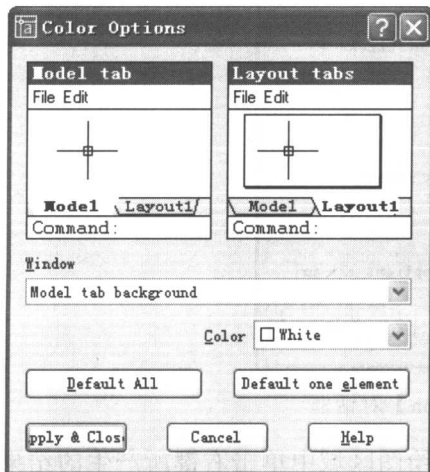 Color Options
Model tab
File Edit
Model Layout1
Command:
Layout tabs
File Edit
Model Layout1
Command:
Window
Model tab background
Color White
Default All
Default one element
pply & Clos
Cancel
Help